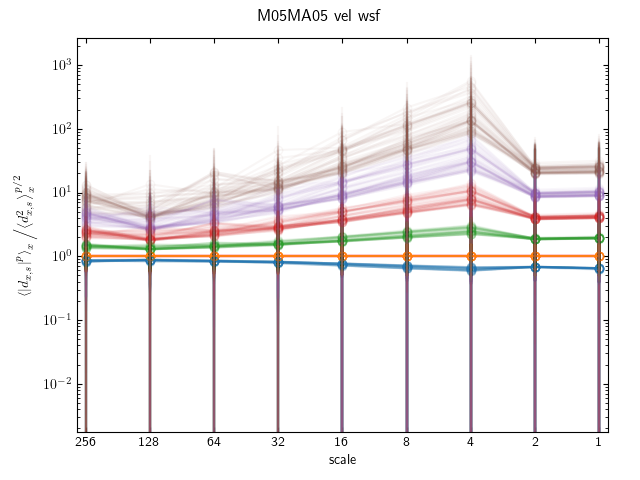 M05MA05 vel wsf
10³
10²
10¹
10⁰
10⁻¹
10⁻²
⟨|d_{x,s}|^p⟩_x / ⟨d²_{x,s}⟩_x^{p/2}
256 128 64 32 16 8 4 2 1
scale